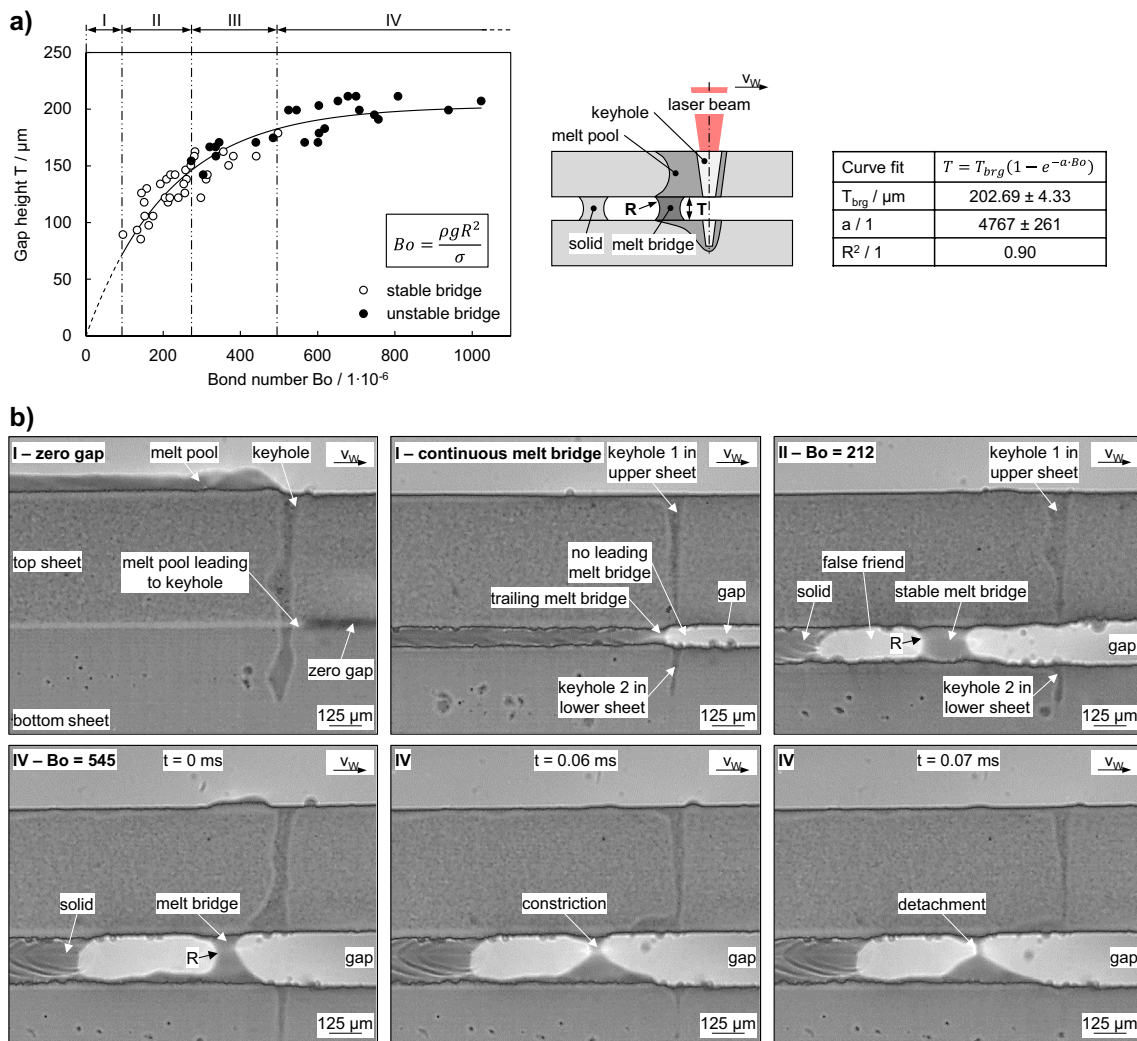 a)
I
II
III
IV
250
200
150
100
50
0
Gap height T / µm
0
200
400
600
800
1000
Bond number Bo / 1·10⁻⁶
Bo = ρgR²/σ
stable bridge
unstable bridge
v_W
laser beam
keyhole
melt pool
R
T
solid
melt bridge
Curve fit
T = T_brg(1 − e^(−a·Bo))
T_brg / µm
202.69 ± 4.33
a / 1
4767 ± 261
R² / 1
0.90
b)
I – zero gap
melt pool
keyhole
v_W
top sheet
melt pool leading
to keyhole
zero gap
bottom sheet
125 µm
I – continuous melt bridge
keyhole 1 in
upper sheet
v_W
no leading
melt bridge
trailing melt bridge
gap
keyhole 2 in
lower sheet
125 µm
II – Bo = 212
keyhole 1 in
upper sheet
v_W
false friend
solid
stable melt bridge
R
gap
keyhole 2 in
lower sheet
125 µm
IV – Bo = 545
t = 0 ms
v_W
solid
melt bridge
R
gap
125 µm
IV
t = 0.06 ms
v_W
constriction
gap
125 µm
IV
t = 0.07 ms
v_W
detachment
gap
125 µm